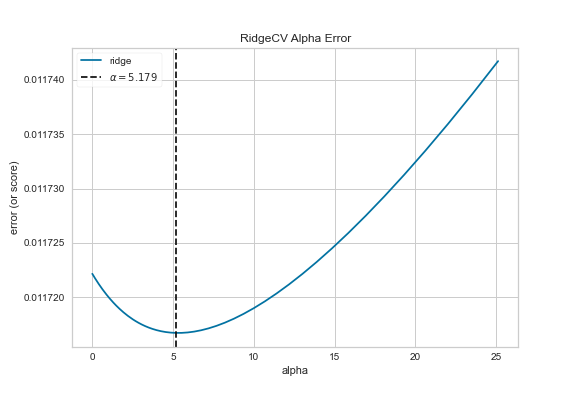 RidgeCV Alpha Error
ridge
α = 5.179
error (or score)
0.011740
0.011735
0.011730
0.011725
0.011720
0 5 10 15 20 25
alpha